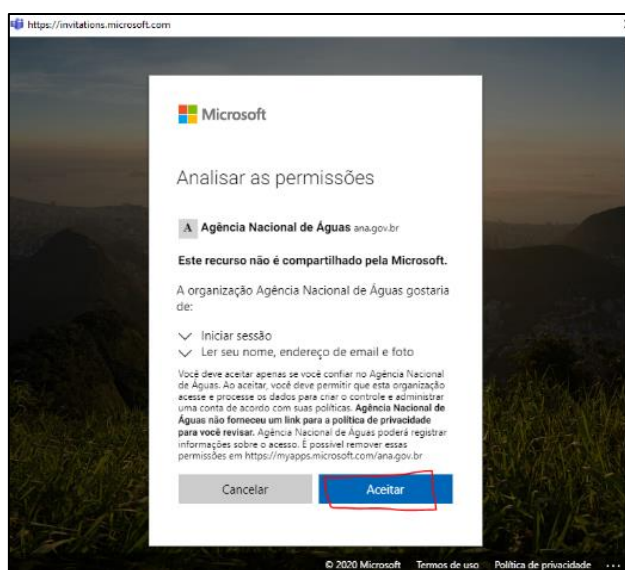 https://invitations.microsoft.com
Microsoft
Analisar as permissões
A Agência Nacional de Águas ana.gov.br
Este recurso não é compartilhado pela Microsoft.
A organização Agência Nacional de Águas gostaria
de:
Iniciar sessão
Ler seu nome, endereço de email e foto
Você deve aceitar apenas se você confiar no Agência Nacional
de Águas. Ao aceitar, você deve permitir que esta organização
acesse e processe os dados para criar o controle e administrar
uma conta de acordo com suas políticas. Agência Nacional de
Águas não forneceu um link para a política de privacidade
para você revisar. Agência Nacional de Águas poderá registrar
informações sobre o acesso. É possível remover essas
permissões em https://myapps.microsoft.com/ana.gov.br
Cancelar Aceitar
© 2020 Microsoft Termos de uso Política de privacidade ...